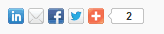 in f + 2